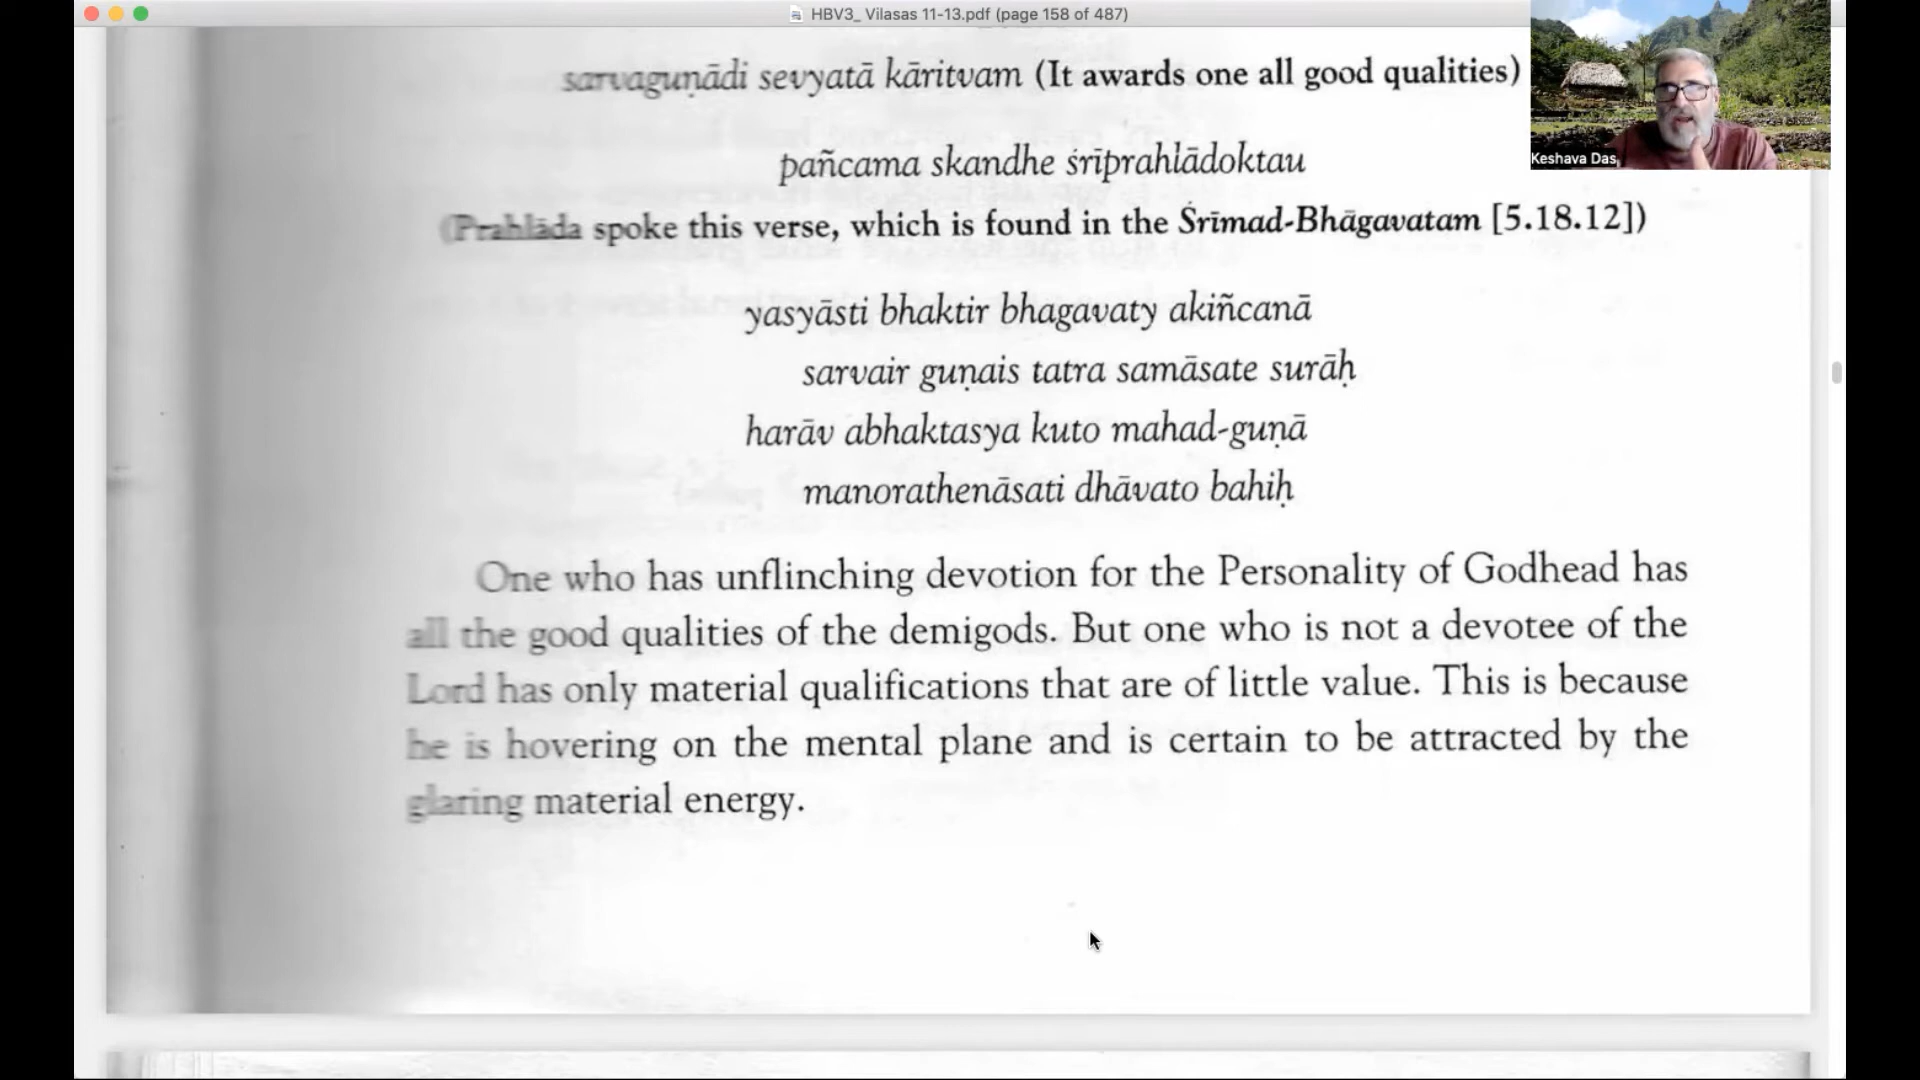 HBV3_ Vilasas 11-13.pdf (page 158 of 487)
sarvaguṇādi sevyatā kāritvam (It awards one all good qualities)
Keshava Das
pañcama skandhe śrīprahlādoktau
(Prahlāda spoke this verse, which is found in the Śrīmad-Bhāgavatam [5.18.12])
yasyāsti bhaktir bhagavaty akiñcanā
sarvair guṇais tatra samāsate surāḥ
harāv abhaktasya kuto mahad-guṇā
manorathenāsati dhāvato bahiḥ
One who has unflinching devotion for the Personality of Godhead has
all the good qualities of the demigods. But one who is not a devotee of the
Lord has only material qualifications that are of little value. This is because
he is hovering on the mental plane and is certain to be attracted by the
glaring material energy.